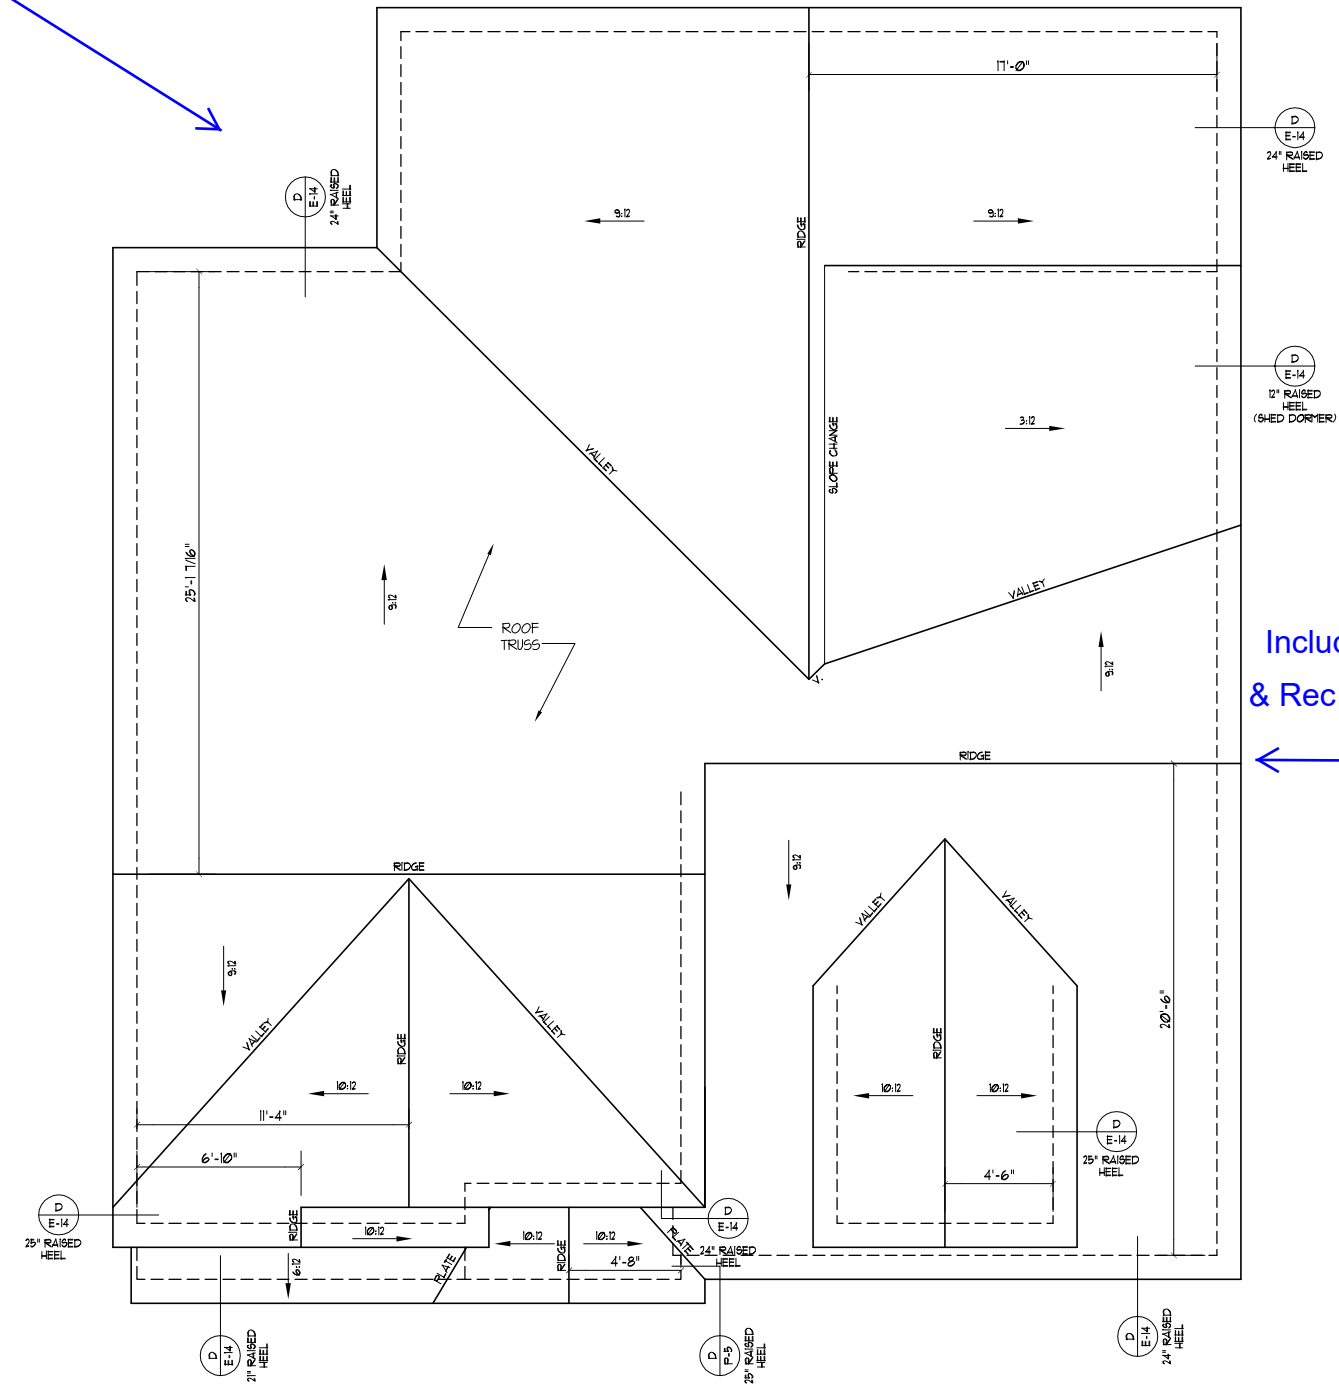 17'-0"
D
E-14
24" RAISED
HEEL
D
E-14
24" RAISED
HEEL
9:12
RIDGE
9:12
D
E-14
12" RAISED
HEEL
(SHED DORMER)
3:12
SLOPE CHANGE
VALLEY
25'-1 7/16"
9:12
VALLEY
ROOF
TRUSS
9:12
V.
& Rec
RIDGE
9:12
RIDGE
VALLEY
VALLEY
9:12
VALLEY
RIDGE
VALLEY
20'-6"
RIDGE
10:12
10:12
10:12
10:12
11'-4"
D
E-14
25" RAISED
HEEL
6'-10"
4'-6"
D
E-14
25" RAISED
HEEL
RIDGE
10:12
10:12
10:12
D
E-14
24" RAISED
HEEL
PLATE
6:12
PLATE
RIDGE
4'-8"
D
E-14
21" RAISED
HEEL
D
P-5
25" RAISED
HEEL
D
E-14
24" RAISED
HEEL